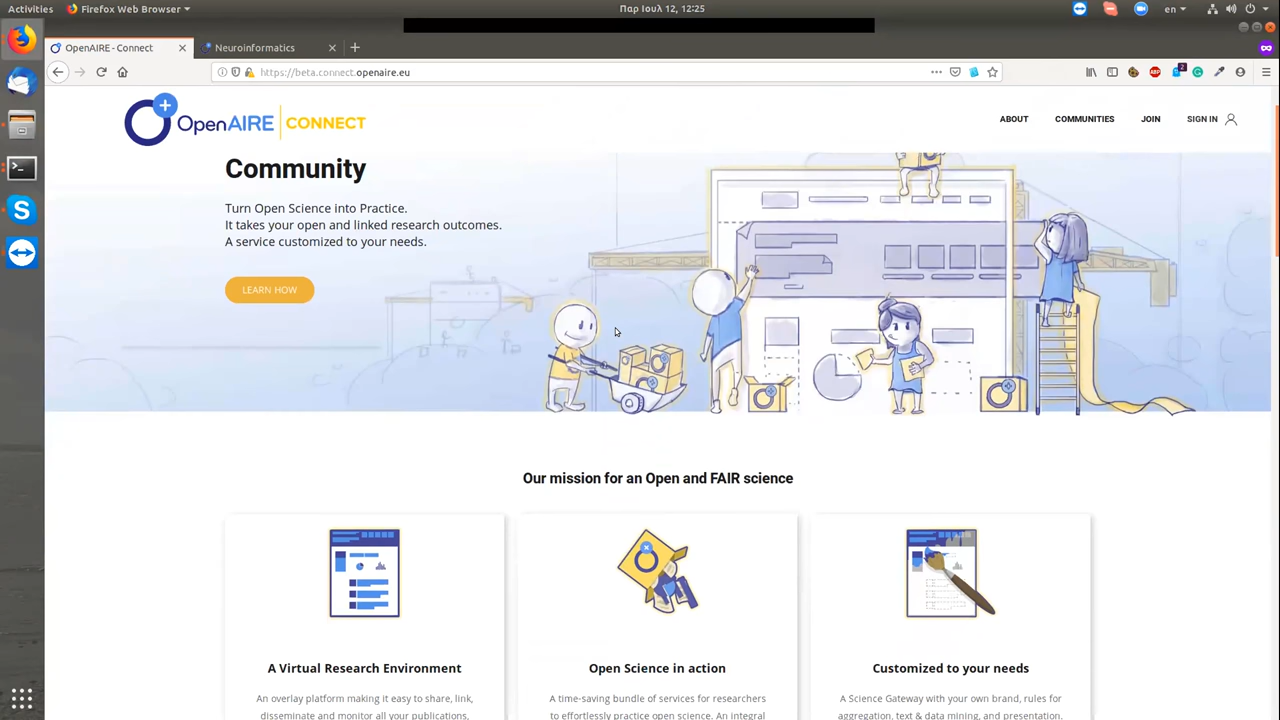 Activities Firefox Web Browser Παρ Ιουλ 12, 12:25 en
OpenAIRE - Connect Neuroinformatics
https://beta.connect.openaire.eu ABP 2
OpenAIRE CONNECT ABOUT COMMUNITIES JOIN SIGN IN
Community
Turn Open Science into Practice.
It takes your open and linked research outcomes.
A service customized to your needs.
LEARN HOW
Our mission for an Open and FAIR science
A Virtual Research Environment
An overlay platform making it easy to share, link,
disseminate and monitor all your publications,
Open Science in action
A time-saving bundle of services for researchers
to effortlessly practice open science. An integral
Customized to your needs
A Science Gateway with your own brand, rules for
aggregation, text & data mining, and presentation.